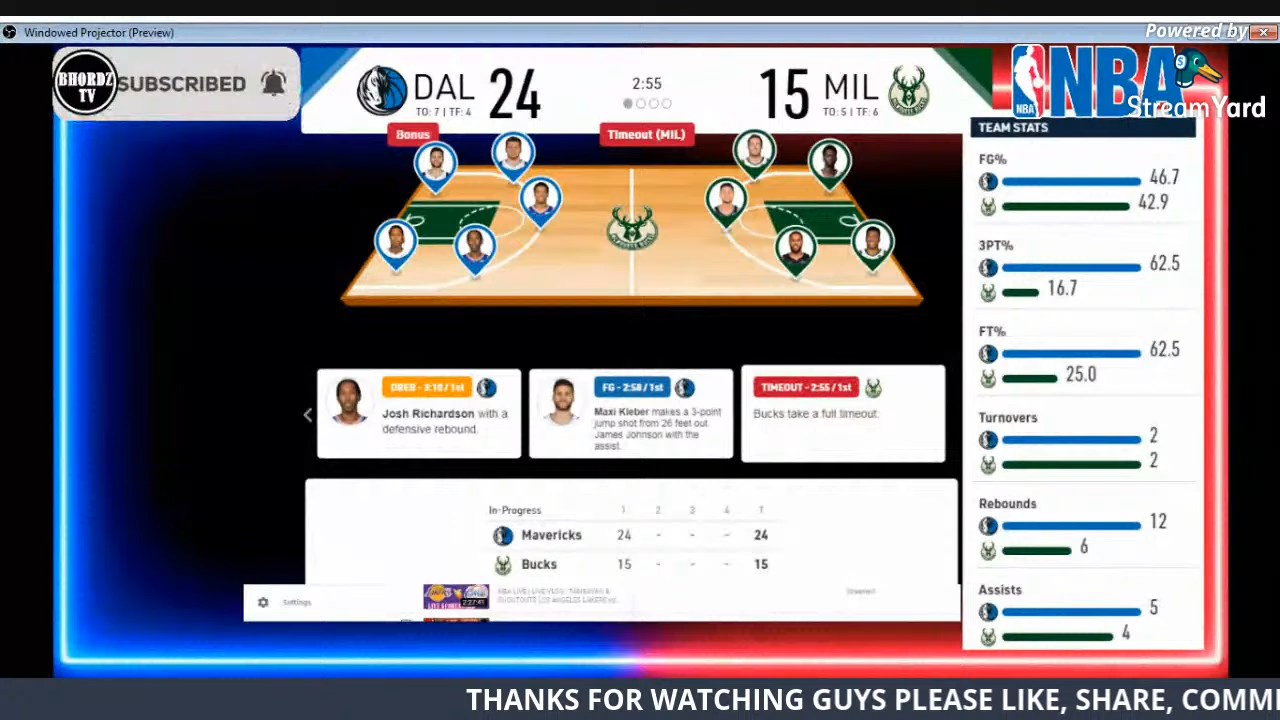 Windowed Projector (Preview)
Powered by
StreamYard
BHORDZ
TV
SUBSCRIBED
DAL
24
TO: 7 | TF: 4
2:55
15
MIL
TO: 5 | TF: 6
NBA
NBA
Bonus
Timeout (MIL)
TEAM STATS
FG%
46.7
42.9
3PT%
62.5
16.7
FT%
62.5
25.0
Turnovers
2
2
Rebounds
12
6
Assists
5
4
Josh Richardson with a
defensive rebound.
FG - 2:58 / 1st
Maxi Kleber makes a 3-point
jump shot from 26 feet out.
James Johnson with the
assist.
TIMEOUT - 2:55 / 1st
Bucks take a full timeout.
In-Progress 1 2 3 4 T
Mavericks 24 - - - 24
Bucks 15 - - - 15
Settings
2:27:41
THANKS FOR WATCHING GUYS PLEASE LIKE, SHARE, COMM